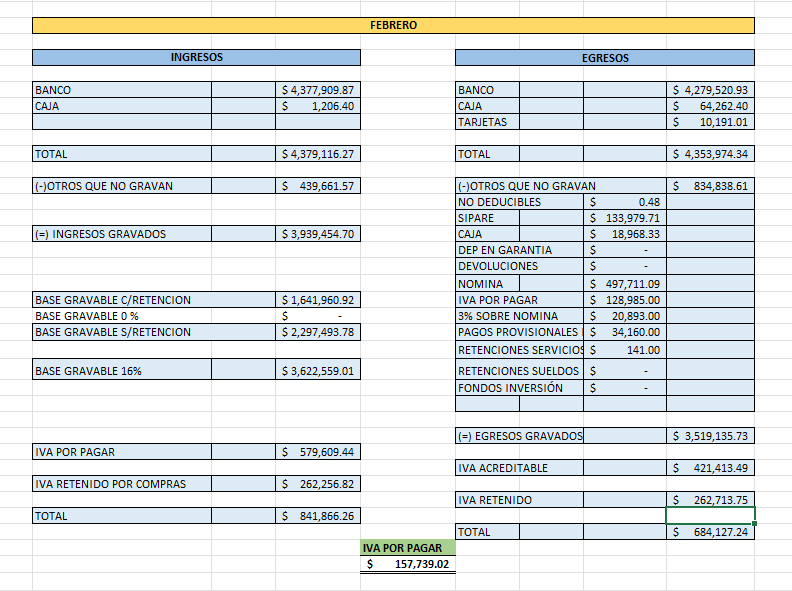 FEBRERO
INGRESOS
BANCO $ 4,377,909.87
CAJA $ 1,206.40
TOTAL $ 4,379,116.27
(-)OTROS QUE NO GRAVAN $ 439,661.57
(=) INGRESOS GRAVADOS $ 3,939,454.70
BASE GRAVABLE C/RETENCION $ 1,641,960.92
BASE GRAVABLE 0 % $ -
BASE GRAVABLE S/RETENCION $ 2,297,493.78
BASE GRAVABLE 16% $ 3,622,559.01
IVA POR PAGAR $ 579,609.44
IVA RETENIDO POR COMPRAS $ 262,256.82
TOTAL $ 841,866.26
EGRESOS
BANCO $ 4,279,520.93
CAJA $ 64,262.40
TARJETAS $ 10,191.01
TOTAL $ 4,353,974.34
(-)OTROS QUE NO GRAVAN $ 834,838.61
NO DEDUCIBLES $ 0.48
SIPARE $ 133,979.71
CAJA $ 18,968.33
DEP EN GARANTIA $ -
DEVOLUCIONES $ -
NOMINA $ 497,711.09
IVA POR PAGAR $ 128,985.00
3% SOBRE NOMINA $ 20,893.00
PAGOS PROVISIONALES $ 34,160.00
RETENCIONES SERVICIOS $ 141.00
RETENCIONES SUELDOS $ -
FONDOS INVERSIÓN $ -
(=) EGRESOS GRAVADOS $ 3,519,135.73
IVA ACREDITABLE $ 421,413.49
IVA RETENIDO $ 262,713.75
TOTAL $ 684,127.24
IVA POR PAGAR
$ 157,739.02